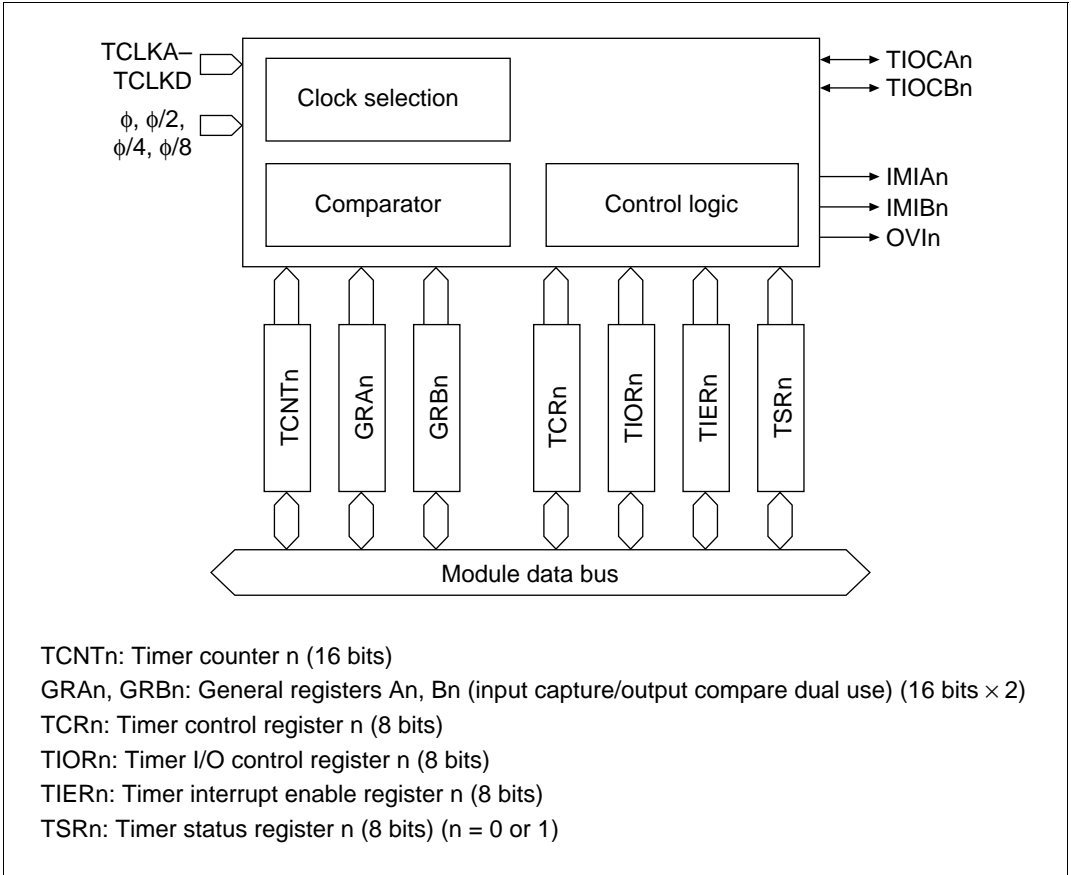 TCLKA–
TCLKD
ϕ, ϕ/2,
ϕ/4, ϕ/8
Clock selection
Comparator
Control logic
TIOCAn
TIOCBn
IMIAn
IMIBn
OVIn
TCNTn
GRAn
GRBn
TCRn
TIORn
TIERn
TSRn
Module data bus
TCNTn: Timer counter n (16 bits)
GRAn, GRBn: General registers An, Bn (input capture/output compare dual use) (16 bits × 2)
TCRn: Timer control register n (8 bits)
TIORn: Timer I/O control register n (8 bits)
TIERn: Timer interrupt enable register n (8 bits)
TSRn: Timer status register n (8 bits) (n = 0 or 1)